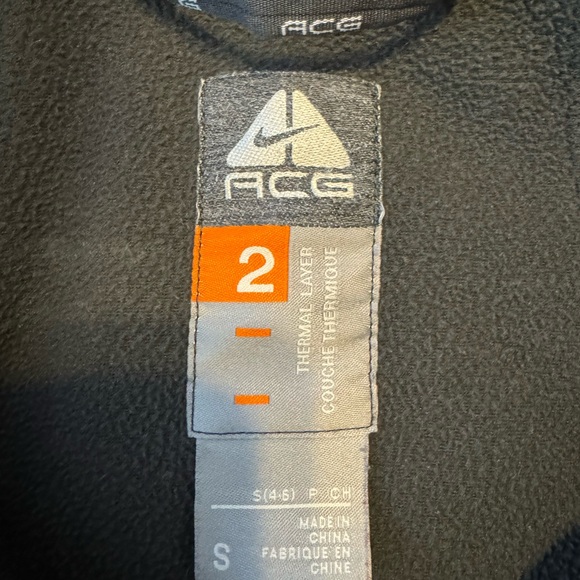 ACG
ACG
2
THERMAL LAYER
COUCHE THERMIQUE
S(4-6) P CH
S
MADE IN
CHINA
FABRIQUE EN
CHINE